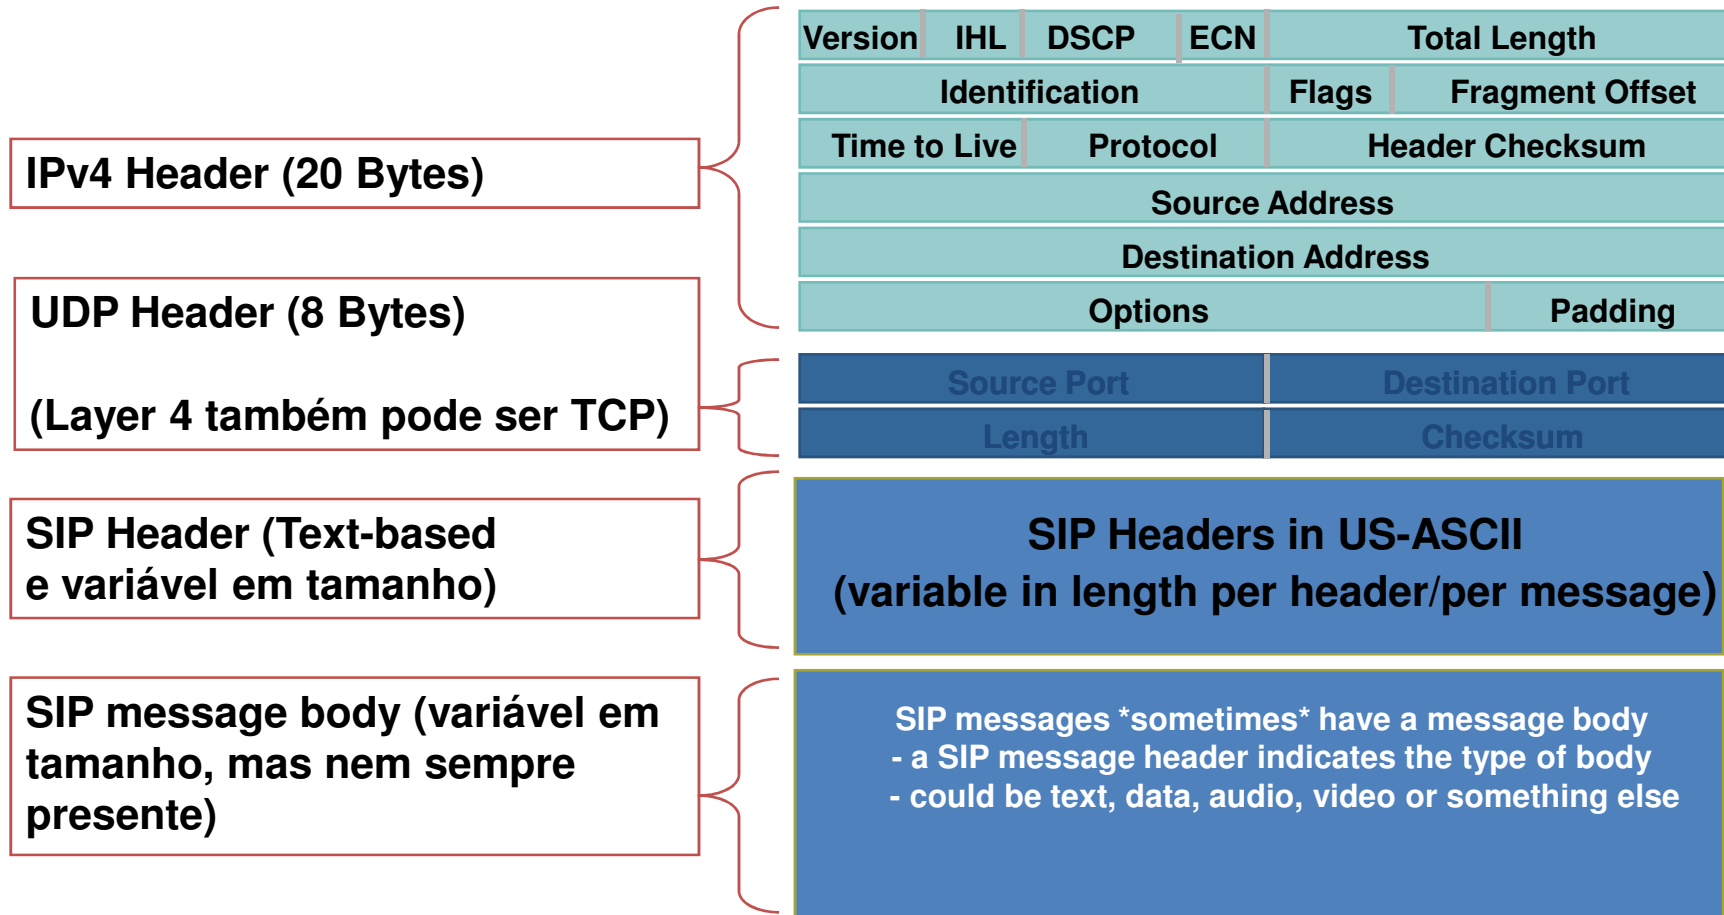 Version IHL DSCP ECN Total Length
Identification Flags Fragment Offset
Time to Live Protocol Header Checksum
Source Address
Destination Address
Options Padding
IPv4 Header (20 Bytes)
UDP Header (8 Bytes)
(Layer 4 também pode ser TCP)
Source Port Destination Port
Length Checksum
SIP Header (Text-based
e variável em tamanho)
SIP Headers in US-ASCII
(variable in length per header/per message)
SIP message body (variável em
tamanho, mas nem sempre
presente)
SIP messages *sometimes* have a message body
- a SIP message header indicates the type of body
- could be text, data, audio, video or something else